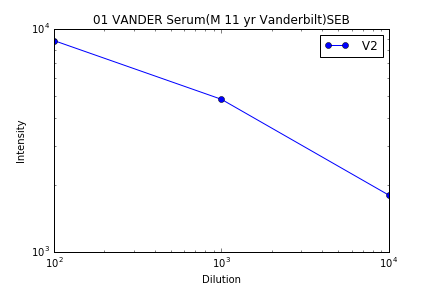 01 VANDER Serum(M 11 yr Vanderbilt)SEB
10^4
V2
Intensity
10^3
10^2
10^3
10^4
Dilution